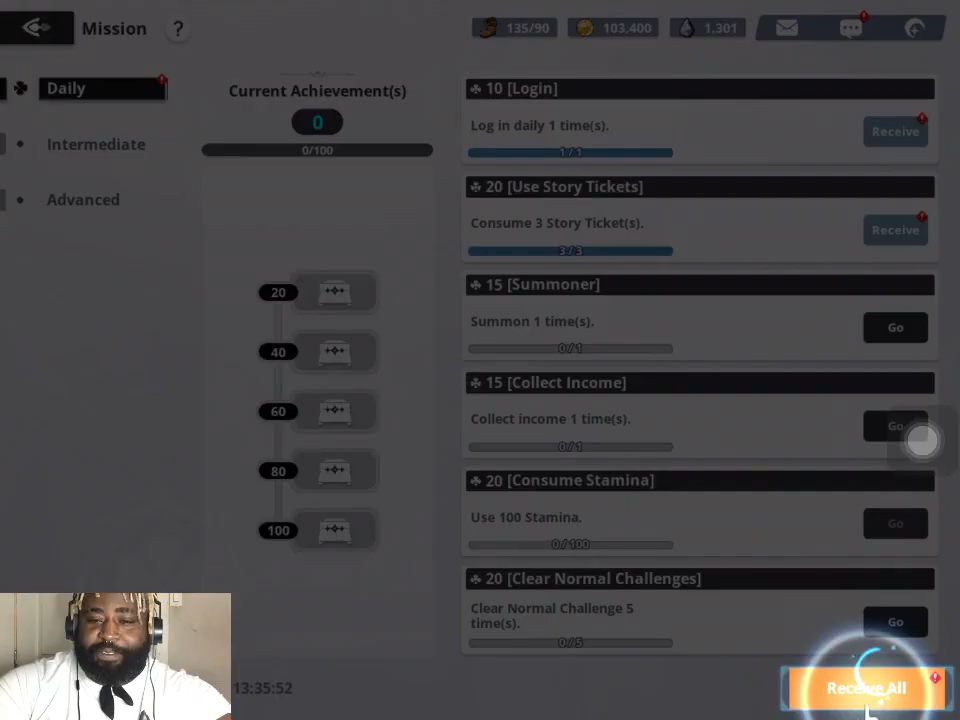 Mission
?
135/90
103,400
1,301
Daily
Intermediate
Advanced
Current Achievement(s)
0
0/100
20
40
60
80
100
10 [Login]
Log in daily 1 time(s).
1/1
Receive
20 [Use Story Tickets]
Consume 3 Story Ticket(s).
3/3
Receive
15 [Summoner]
Summon 1 time(s).
0/1
Go
15 [Collect Income]
Collect income 1 time(s).
0/1
Go
20 [Consume Stamina]
Use 100 Stamina.
0/100
Go
20 [Clear Normal Challenges]
Clear Normal Challenge 5
time(s).
0/5
Go
13:35:52
Receive All